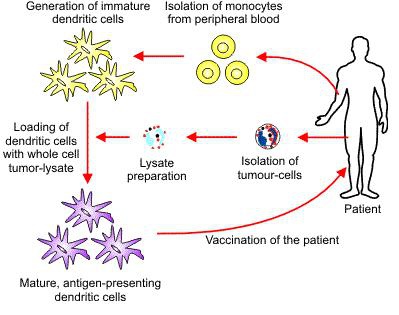 Generation of immature
dendritic cells
Isolation of monocytes
from peripheral blood
Loading of
dendritic cells
with whole cell
tumor-lysate
Lysate
preparation
Isolation of
tumour-cells
Patient
Vaccination of the patient
Mature, antigen-presenting
dendritic cells